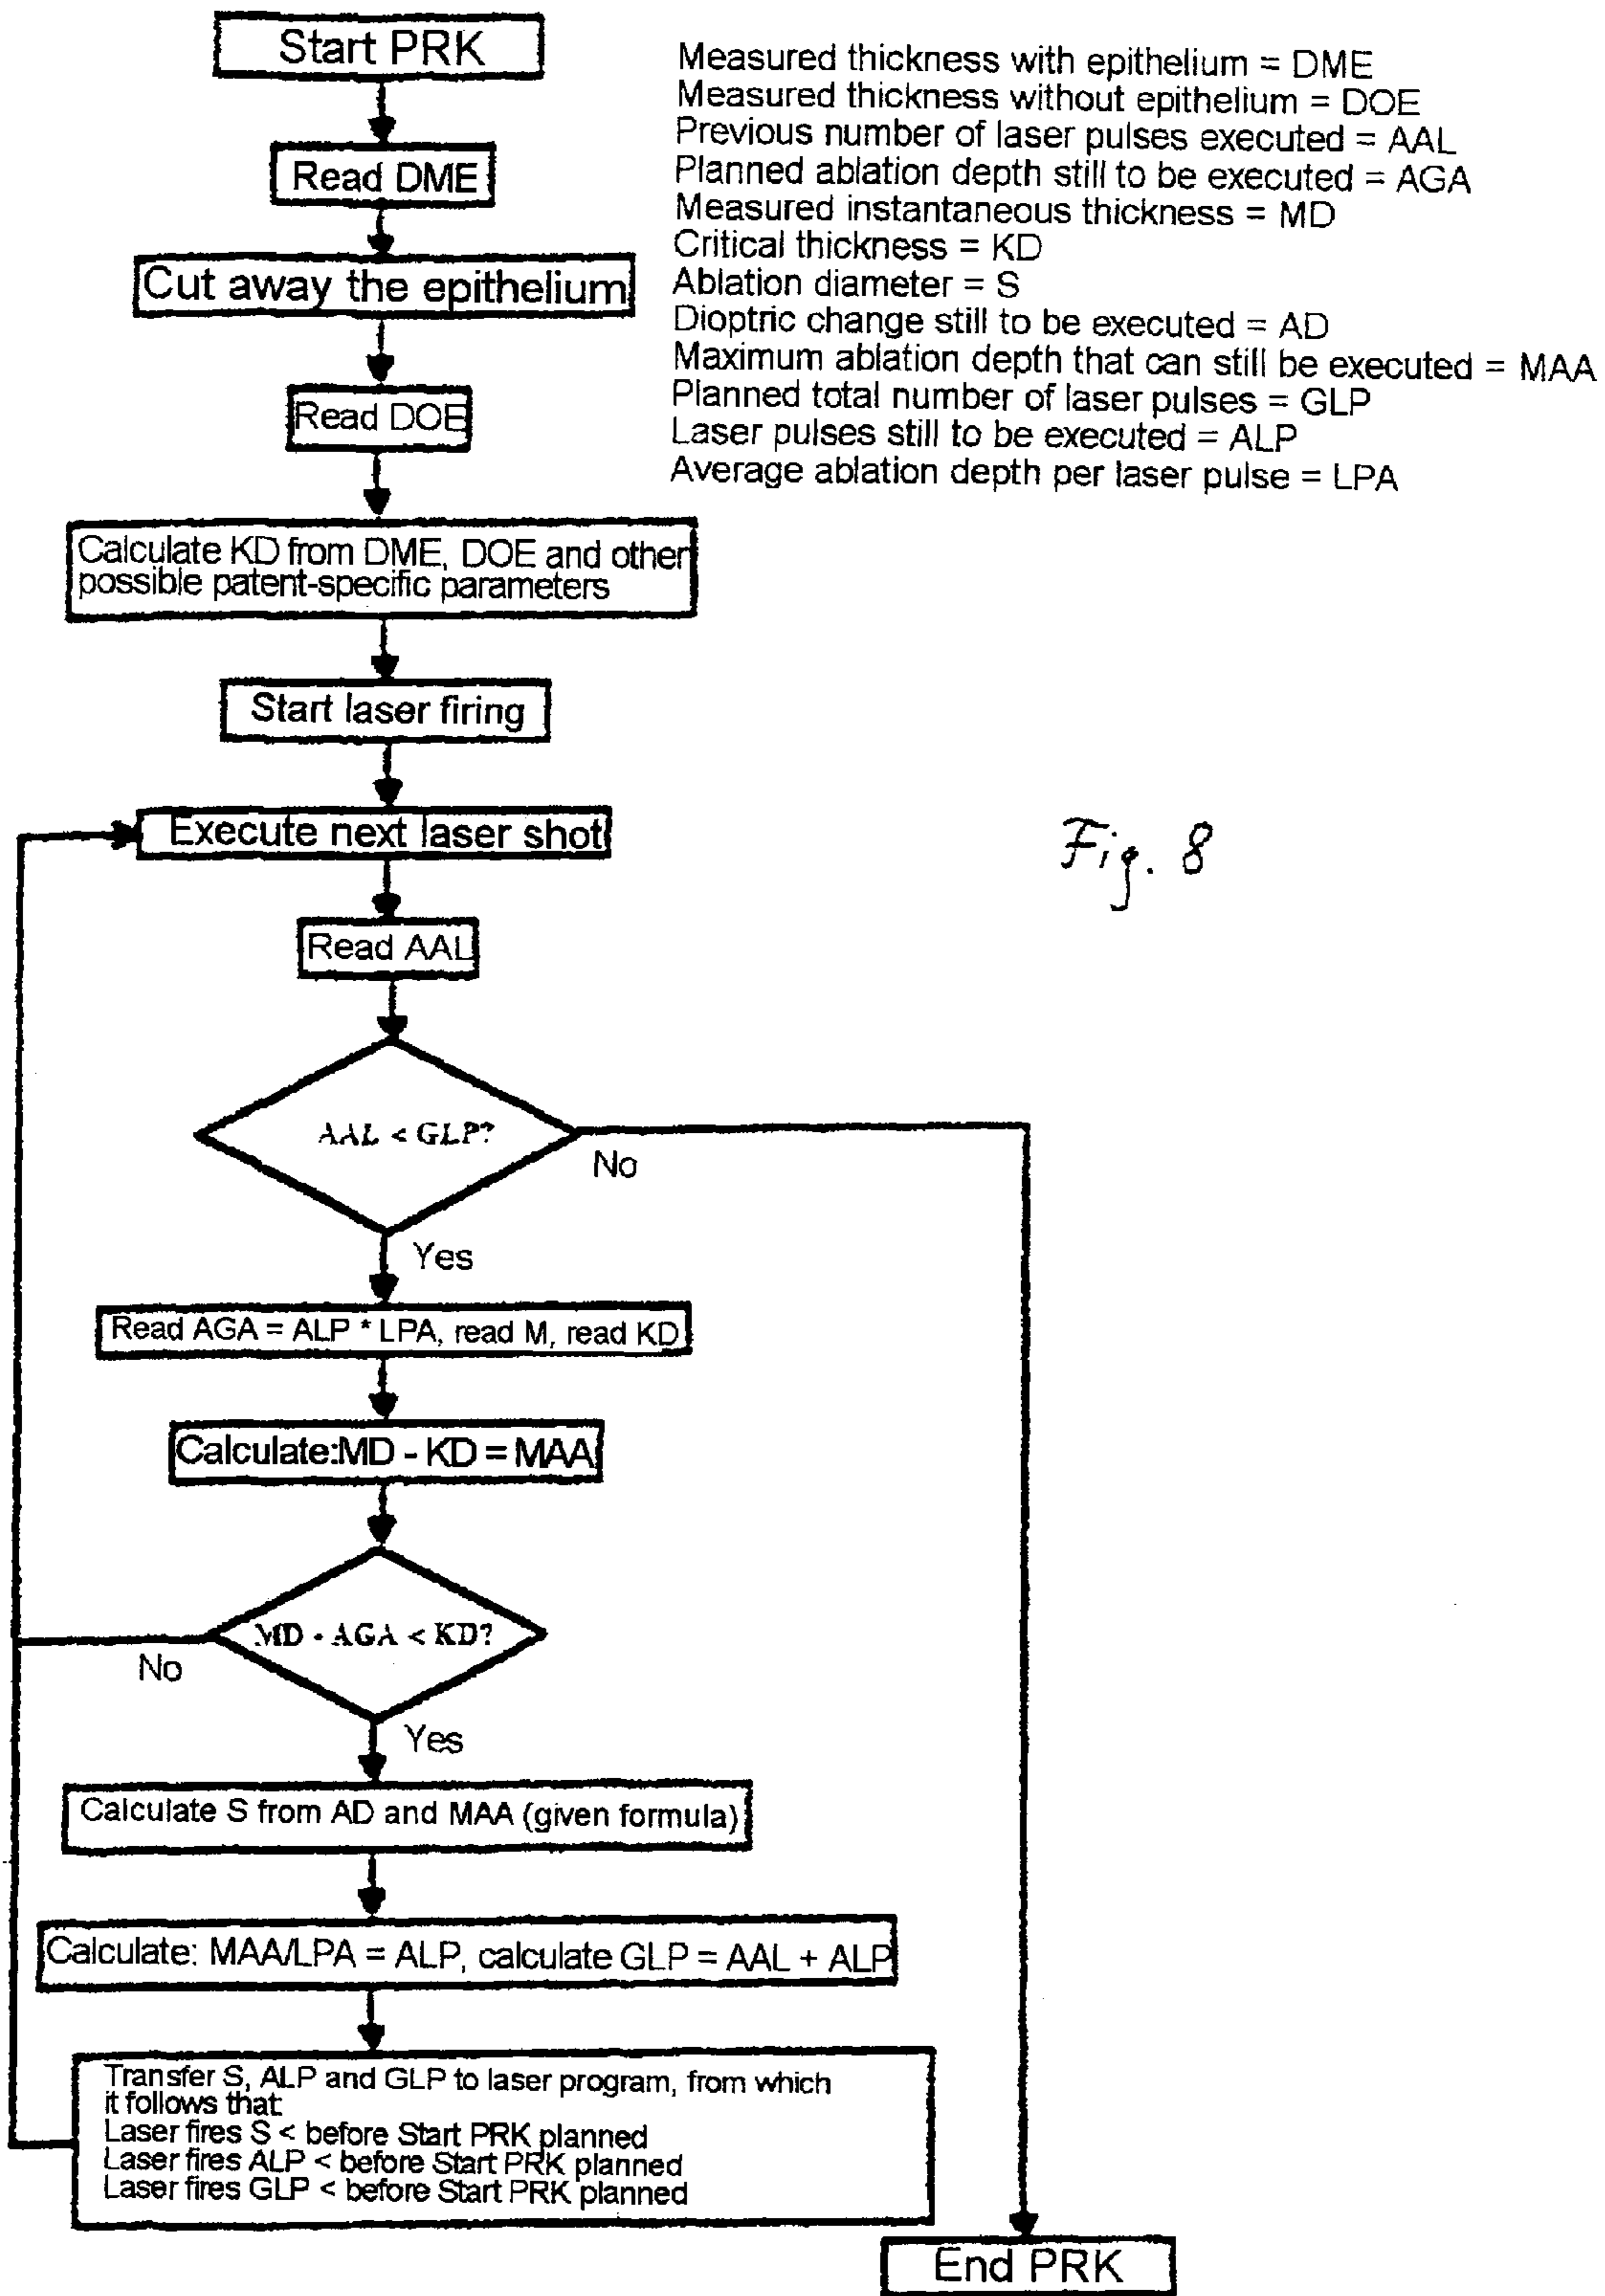 Start PRK
Measured thickness with epithelium = DME
Measured thickness without epithelium = DOE
Previous number of laser pulses executed = AAL
Planned ablation depth still to be executed = AGA
Measured instantaneous thickness = MD
Critical thickness = KD
Ablation diameter = S
Dioptric change still to be executed = AD
Maximum ablation depth that can still be executed = MAA
Planned total number of laser pulses = GLP
Laser pulses still to be executed = ALP
Average ablation depth per laser pulse = LPA
Read DME
Cut away the epithelium
Read DOE
Calculate KD from DME, DOE and other
possible patent-specific parameters
Start laser firing
Execute next laser shot
Fig. 8
Read AAL
AAL < GLP?
No
Yes
Read AGA = ALP * LPA, read M, read KD
Calculate:MD - KD = MAA
MD - AGA < KD?
No
Yes
Calculate S from AD and MAA (given formula)
Calculate: MAA/LPA = ALP, calculate GLP = AAL + ALP
Transfer S, ALP and GLP to laser program, from which
it follows that:
Laser fires S < before Start PRK planned
Laser fires ALP < before Start PRK planned
Laser fires GLP < before Start PRK planned
End PRK